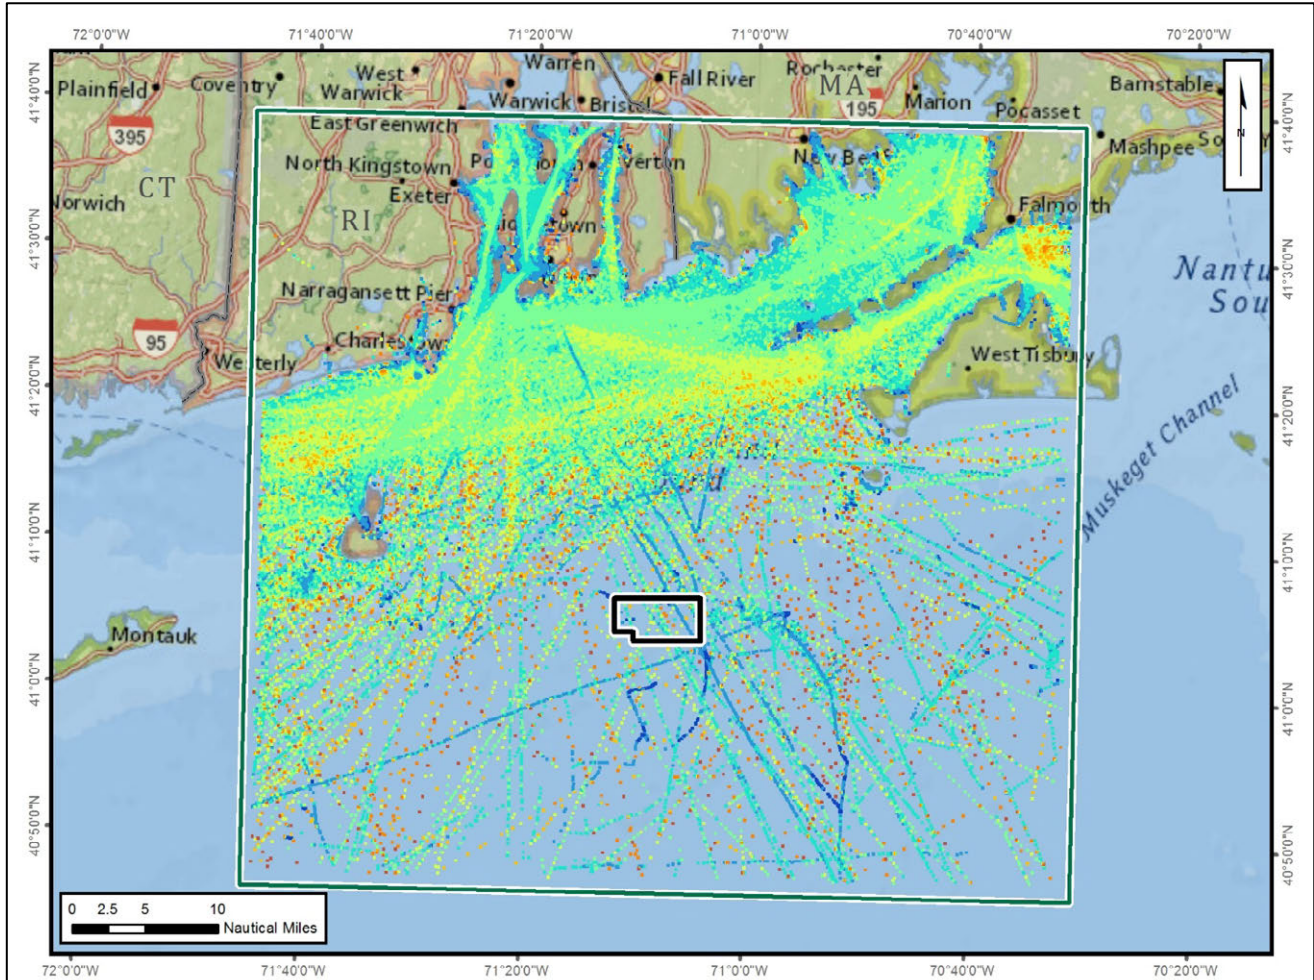 72°0'0"W 71°40'0"W 71°20'0"W 71°0'0"W 70°40'0"W 70°20'0"W
41°40'0"N
41°30'0"N
41°20'0"N
41°10'0"N
41°0'0"N
40°50'0"N
Plainfield
Coventry
West
Warwick
Warren
Warwick
Bristol
Fall River
Rochester
MA
195
Marion
Pocasset
Barnstable
Mashpee
N
395
East Greenwich
North Kingstown
Exeter
CT
Norwich
RI
Falmouth
Narragansett Pier
95
Westerly
West Tisbury
Muskeget Channel
Montauk
41°40'0"N
41°30'0"N
41°20'0"N
41°10'0"N
41°0'0"N
40°50'0"N
0 2.5 5 10
Nautical Miles
72°0'0"W 71°40'0"W 71°20'0"W 71°0'0"W 70°40'0"W 70°20'0"W